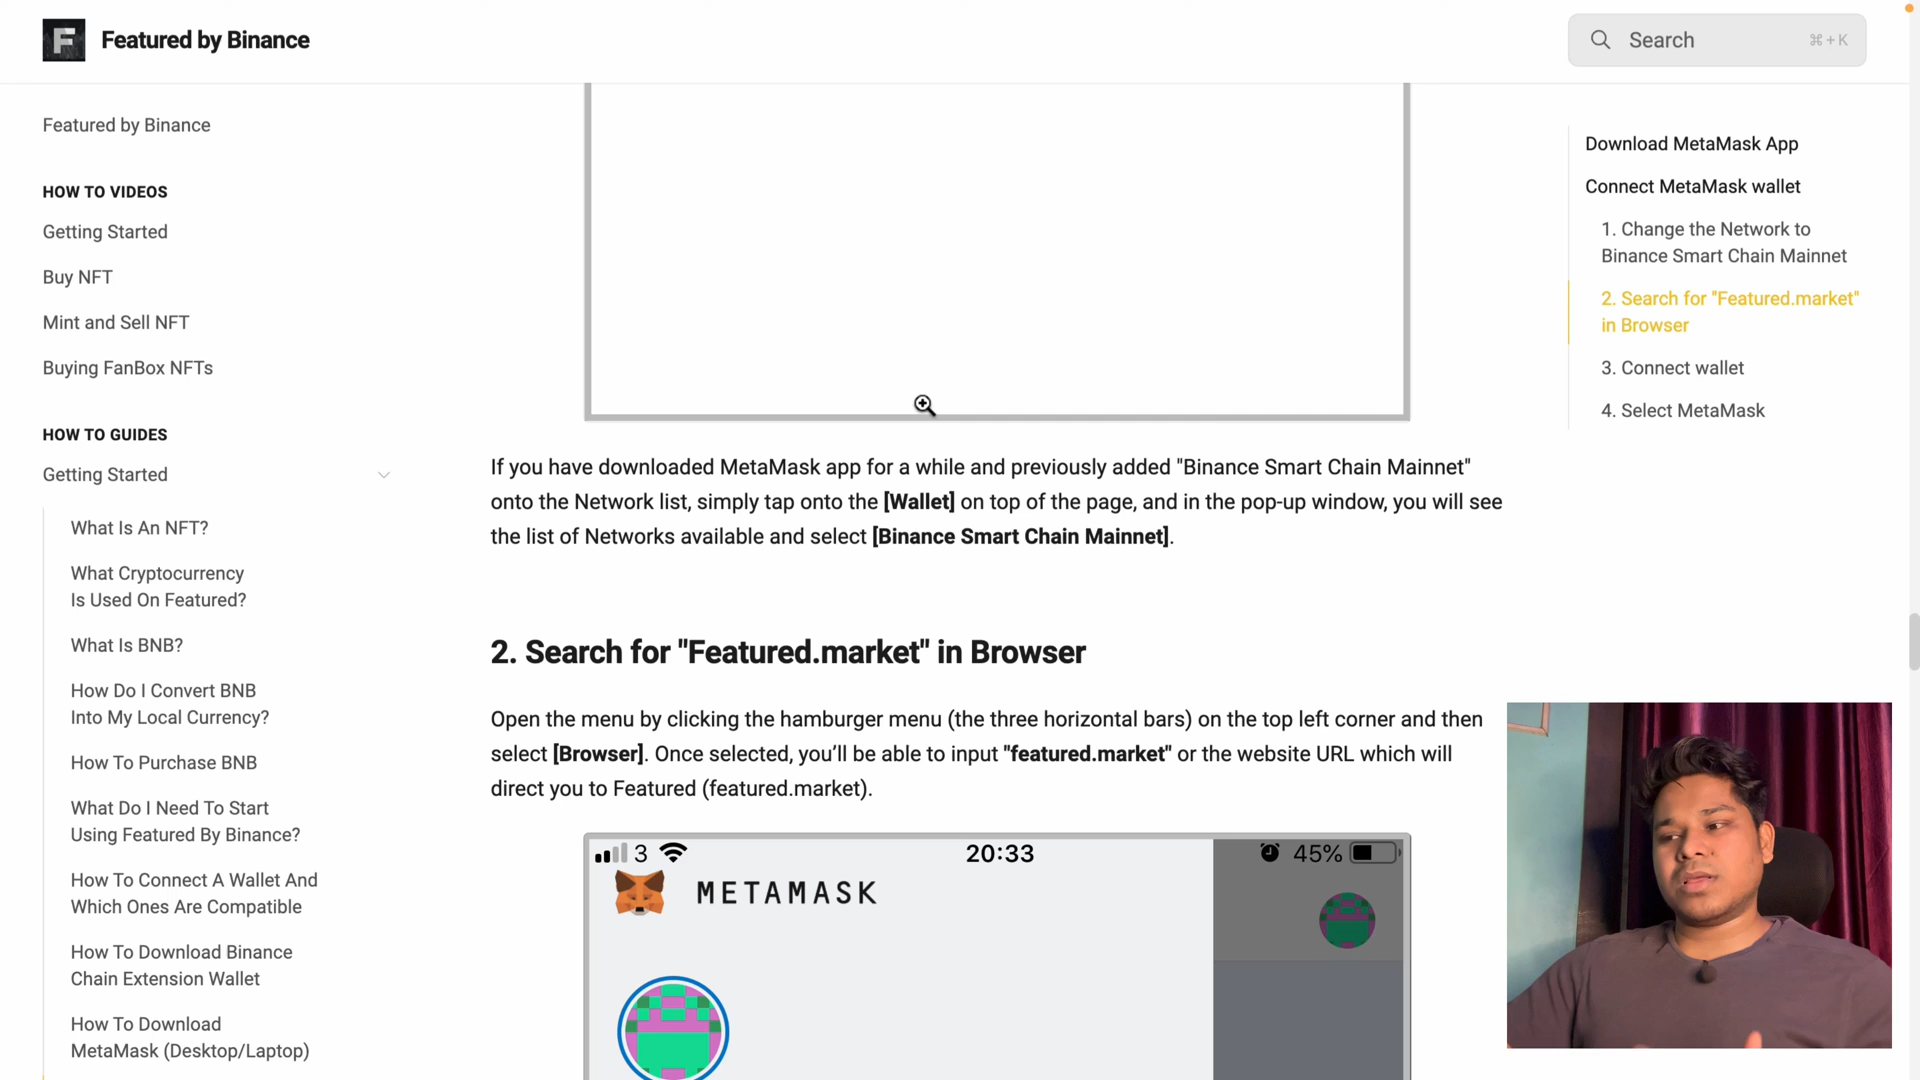 F Featured by Binance
Search ⌘+K
Featured by Binance
HOW TO VIDEOS
Getting Started
Buy NFT
Mint and Sell NFT
Buying FanBox NFTs
HOW TO GUIDES
Getting Started
What Is An NFT?
What Cryptocurrency
Is Used On Featured?
What Is BNB?
How Do I Convert BNB
Into My Local Currency?
How To Purchase BNB
What Do I Need To Start
Using Featured By Binance?
How To Connect A Wallet And
Which Ones Are Compatible
How To Download Binance
Chain Extension Wallet
How To Download
MetaMask (Desktop/Laptop)
If you have downloaded MetaMask app for a while and previously added "Binance Smart Chain Mainnet"
onto the Network list, simply tap onto the [Wallet] on top of the page, and in the pop-up window, you will see
the list of Networks available and select [Binance Smart Chain Mainnet].
2. Search for "Featured.market" in Browser
Open the menu by clicking the hamburger menu (the three horizontal bars) on the top left corner and then
select [Browser]. Once selected, you’ll be able to input "featured.market" or the website URL which will
direct you to Featured (featured.market).
3 20:33 45%
METAMASK
Download MetaMask App
Connect MetaMask wallet
1. Change the Network to
Binance Smart Chain Mainnet
2. Search for "Featured.market"
in Browser
3. Connect wallet
4. Select MetaMask